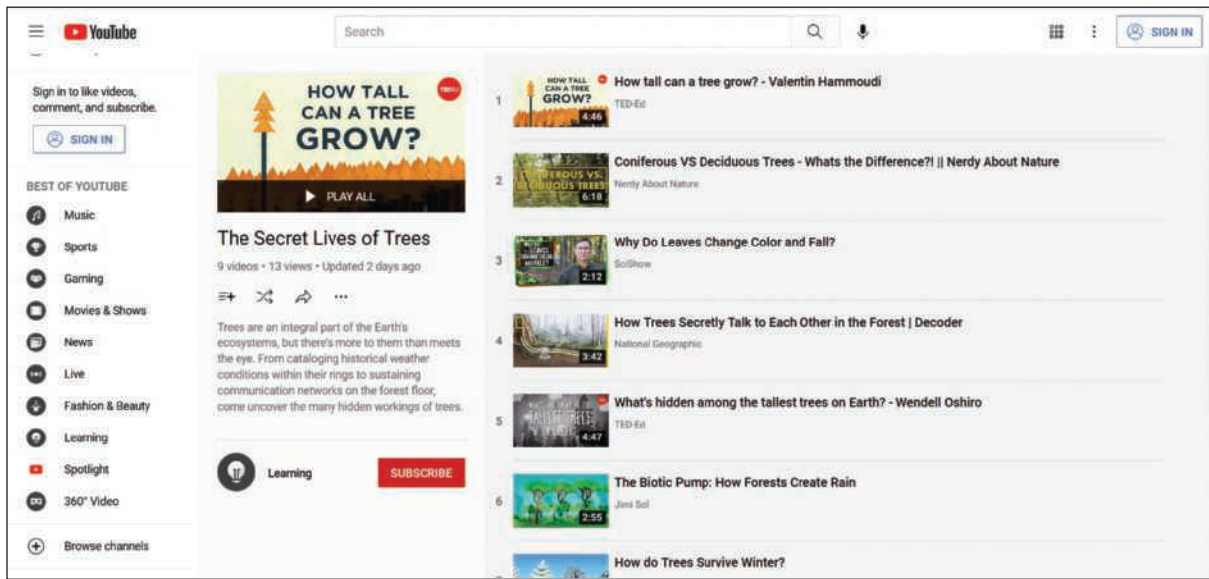 YouTube
Search
SIGN IN
Sign in to like videos,
comment, and subscribe.
SIGN IN
BEST OF YOUTUBE
Music
Sports
Gaming
Movies & Shows
News
Live
Fashion & Beauty
Learning
Spotlight
360° Video
Browse channels
HOW TALL
CAN A TREE
GROW?
PLAY ALL
The Secret Lives of Trees
9 videos • 13 views • Updated 2 days ago
Trees are an integral part of the Earth's
ecosystems, but there's more to them than meets
the eye. From cataloging historical weather
conditions within their rings to sustaining
communication networks on the forest floor,
come uncover the many hidden workings of trees.
Learning
SUBSCRIBE
1
HOW TALL
CAN A TREE
GROW?
4:46
How tall can a tree grow? - Valentin Hammoudi
TED-Ed
2
CONIFEROUS VS.
DECIDUOUS TREES
6:18
Coniferous VS Deciduous Trees - Whats the Difference?! || Nerdy About Nature
Nerdy About Nature
3
2:12
Why Do Leaves Change Color and Fall?
SciShow
4
3:42
How Trees Secretly Talk to Each Other in the Forest | Decoder
National Geographic
5
TALLEST TREES
4:47
What's hidden among the tallest trees on Earth? - Wendell Oshiro
TED-Ed
6
2:55
The Biotic Pump: How Forests Create Rain
Jimi Sol
How do Trees Survive Winter?